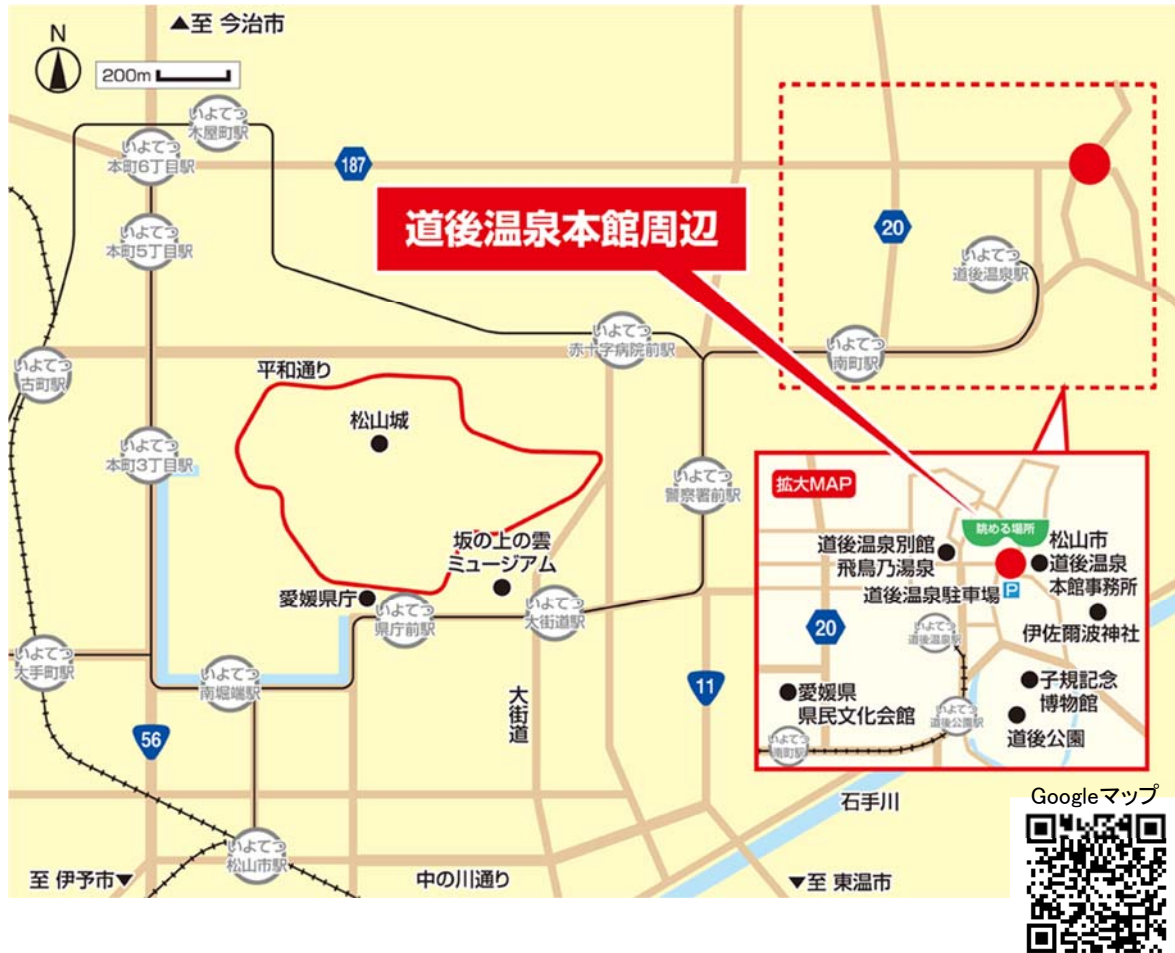 ▲至 今治市
N
200m
いよてつ
木屋町駅
いよてつ
本町6丁目駅
187
いよてつ
本町5丁目駅
道後温泉本館周辺
20
いよてつ
道後温泉駅
いよてつ
赤十字病院前駅
いよてつ
南町駅
いよてつ
古町駅
平和通り
松山城
いよてつ
本町3丁目駅
いよてつ
警察署前駅
坂の上の雲
ミュージアム
愛媛県庁
いよてつ
県庁前駅
いよてつ
大街道駅
いよてつ
大手町駅
いよてつ
南堀端駅
大街道
11
56
拡大MAP
眺める場所
道後温泉別館
飛鳥乃湯泉
松山市
道後温泉
本館事務所
道後温泉駐車場
P
伊佐爾波神社
20
いよてつ
道後温泉駅
愛媛県
県民文化会館
子規記念
博物館
いよてつ
道後公園駅
道後公園
いよてつ
南町駅
石手川
Googleマップ
いよてつ
松山市駅
至 伊予市▼
中の川通り
▼至 東温市